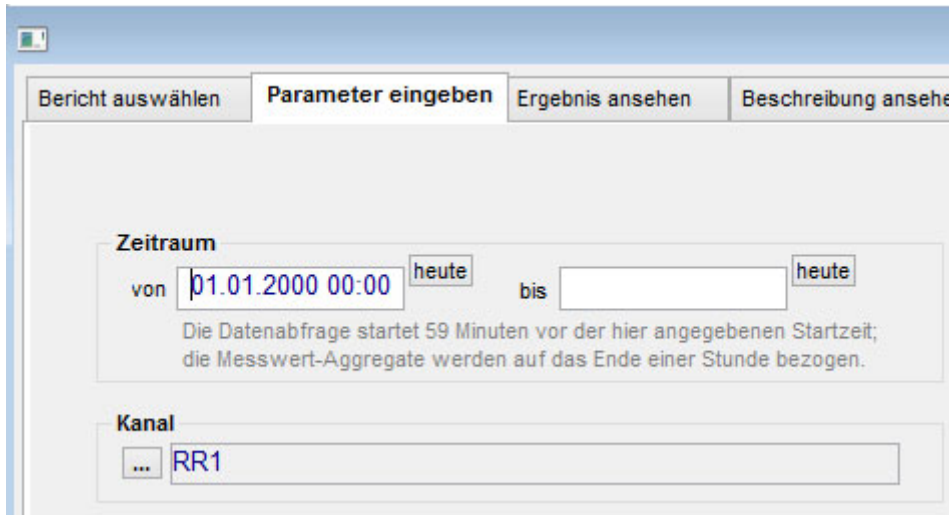 Bericht auswählen Parameter eingeben Ergebnis ansehen Beschreibung ansehe
Zeitraum
von 01.01.2000 00:00 heute bis heute
Die Datenabfrage startet 59 Minuten vor der hier angegebenen Startzeit;
die Messwert-Aggregate werden auf das Ende einer Stunde bezogen.
Kanal
... RR1